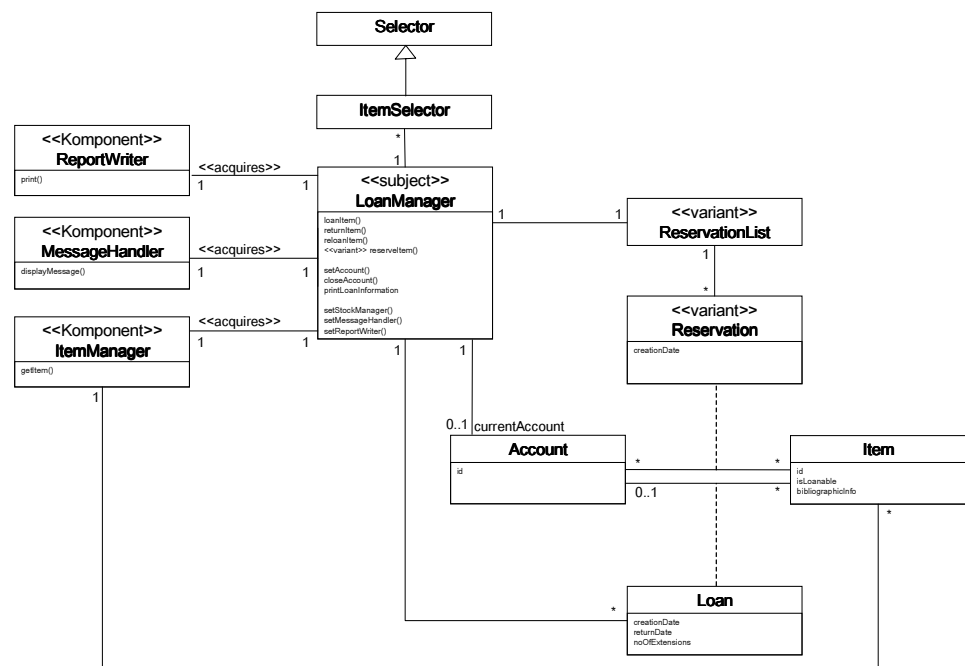 Selector
ItemSelector
*
1
<<Komponent>>
ReportWriter
print()
<<acquires>>
1
1
<<subject>>
LoanManager
loanItem()
returnItem()
reloanItem()
<<variant>> reserveItem()
setAccount()
closeAccount()
printLoanInformation
setStockManager()
setMessageHandler()
setReportWriter()
<<Komponent>>
MessageHandler
displayMessage()
<<acquires>>
1
1
<<Komponent>>
ItemManager
getItem()
<<acquires>>
1
1
1
1
1
<<variant>>
ReservationList
1
*
<<variant>>
Reservation
creationDate
1
1
0..1
currentAccount
Account
id
*
*
0..1
*
Item
id
isLoanable
bibliographicInfo
*
*
Loan
creationDate
returnDate
noOfExtensions